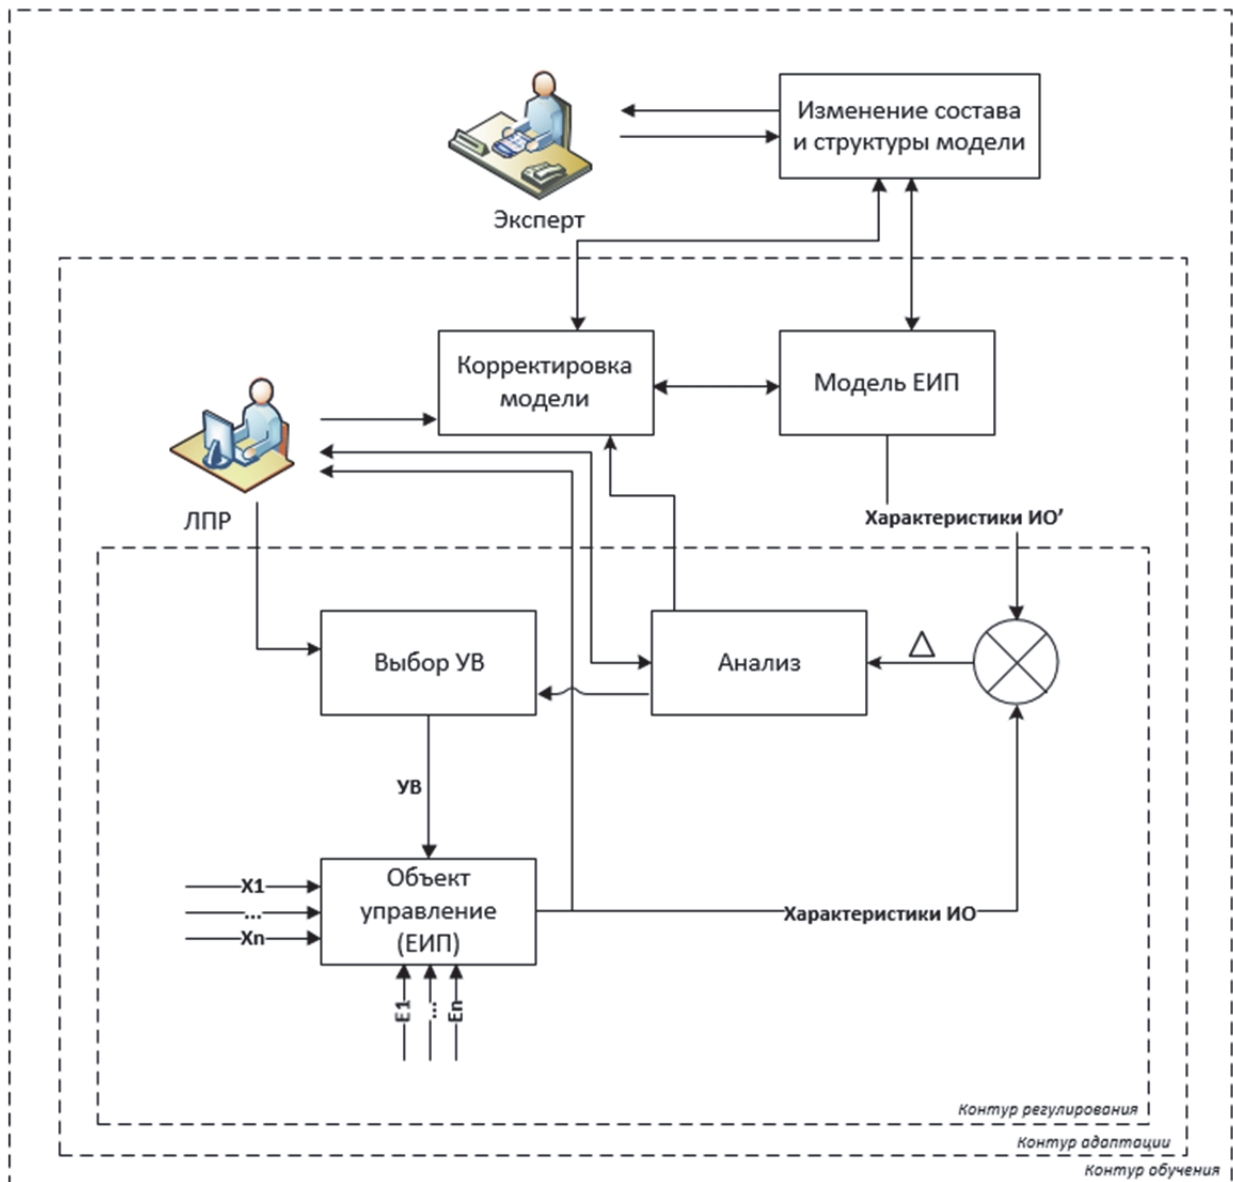 Изменение состава
и структуры модели
Эксперт
Корректировка
модели
Модель ЕИП
ЛПР
Характеристики ИО’
Выбор УВ
Анализ
△
УВ
X1
...
Xn
Объект
управление
(ЕИП)
Характеристики ИО
E1
...
En
Контур регулирования
Контур адаптации
Контур обучения